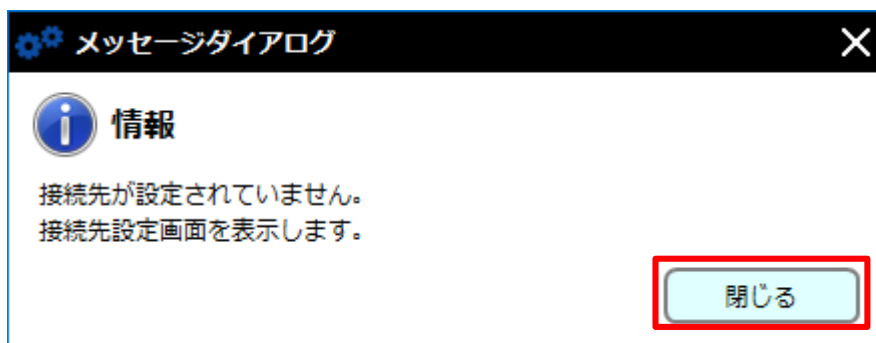 メッセージダイアログ
情報
接続先が設定されていません。
接続先設定画面を表示します。
閉じる